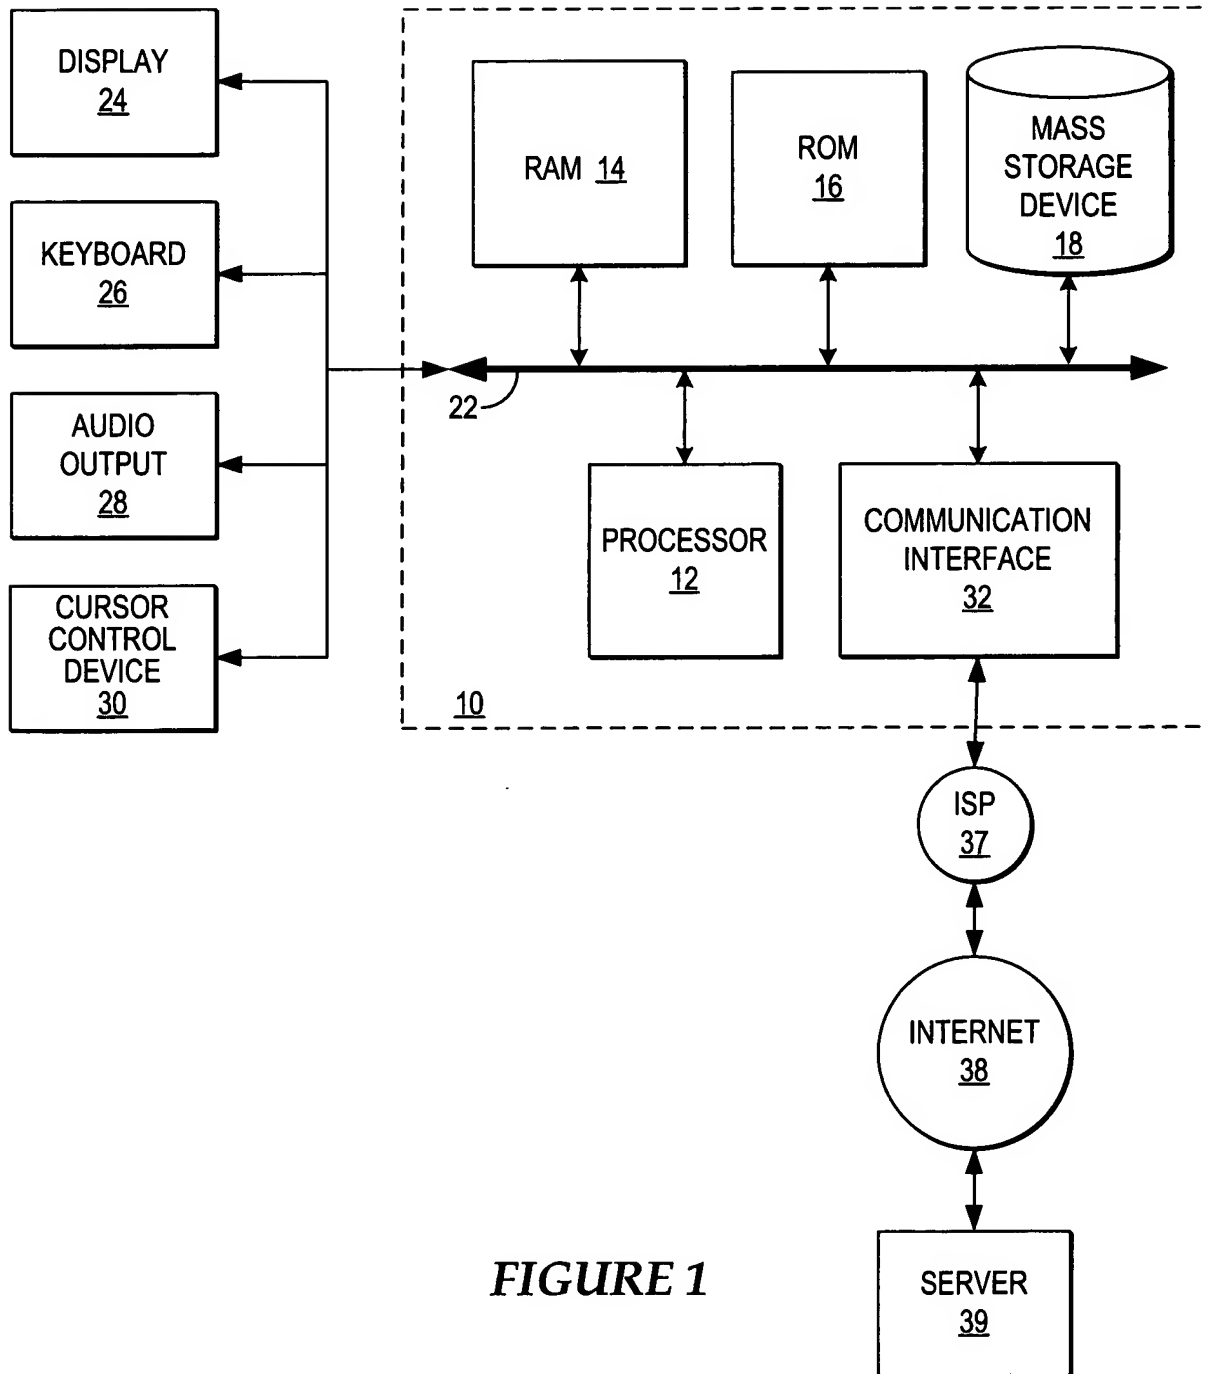 DISPLAY
24
KEYBOARD
26
AUDIO
OUTPUT
28
CURSOR
CONTROL
DEVICE
30
RAM 14
ROM
16
MASS
STORAGE
DEVICE
18
22
PROCESSOR
12
COMMUNICATION
INTERFACE
32
10
ISP
37
INTERNET
38
SERVER
39
FIGURE 1